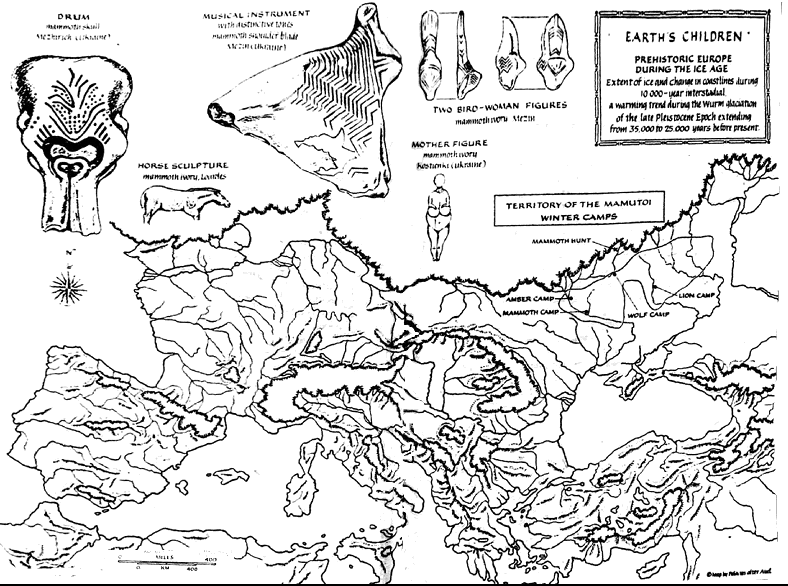 DRUM
mammoth skull
Mezhirich (Ukraine)
MUSICAL INSTRUMENT
with distinctive tones
mammoth shoulder blade
Mezin (Ukraine)
TWO BIRD-WOMAN FIGURES
mammoth ivory Mezin
EARTH'S CHILDREN
PREHISTORIC EUROPE
DURING THE ICE AGE
Extent of ice and change in coastlines during
10 000-year interstadial.
a warming trend during the Würm glaciation
of the late Pleistocene Epoch extending
from 35,000 to 25,000 years before present.
MOTHER FIGURE
mammoth ivory
Kostienki (Ukraine)
HORSE SCULPTURE
mammoth ivory, Lourdes
TERRITORY OF THE MAMUTOI
WINTER CAMPS
MAMMOTH HUNT
N
AMBER CAMP
LION CAMP
MAMMOTH CAMP
WOLF CAMP
0 MILES 400
0 KM 400